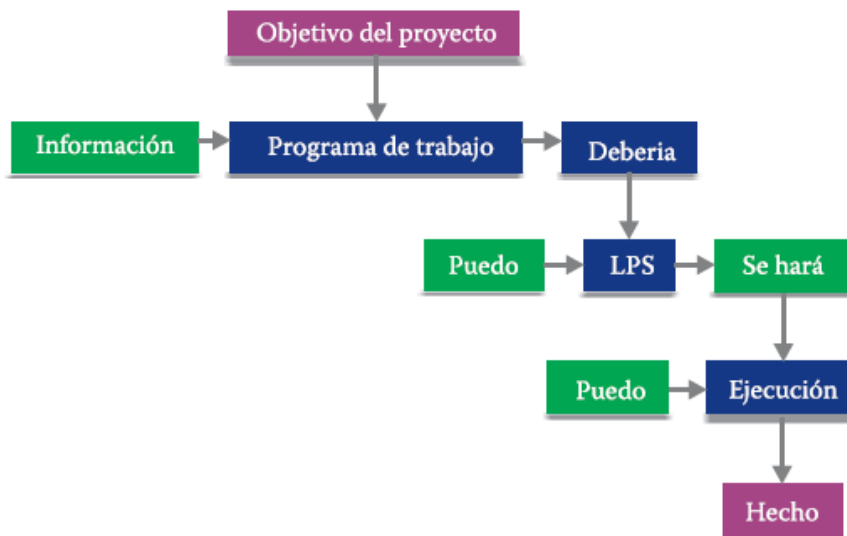 Objetivo del proyecto
Información
Programa de trabajo
Deberia
Puedo
LPS
Se hará
Puedo
Ejecución
Hecho